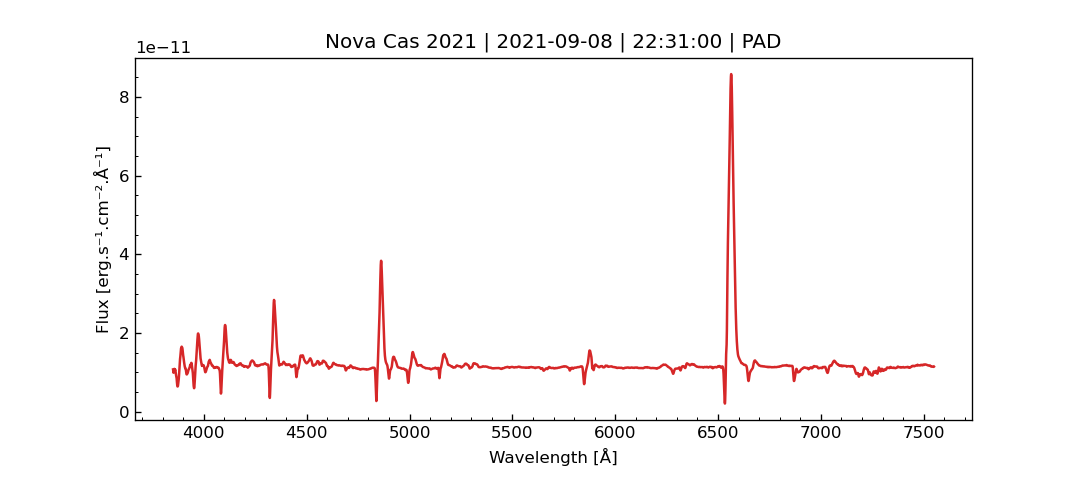 Nova Cas 2021 | 2021-09-08 | 22:31:00 | PAD
1e−11
8
6
4
2
0
Flux [erg.s⁻¹.cm⁻².Å⁻¹]
4000 4500 5000 5500 6000 6500 7000 7500
Wavelength [Å]